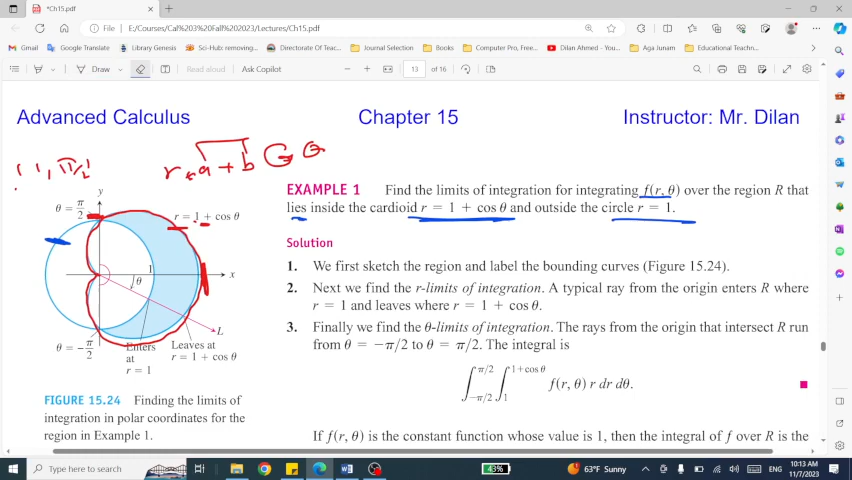 *Ch15.pdf
File
E:/Courses/Cal%203%20Fall%202023/Lectures/Ch15.pdf
Gmail
Google Translate
Library Genesis
Sci-Hub: removing...
Directorate Of Teac...
Journal Selection
Books
Computer Pro, Free...
Dilan Ahmed - Goo...
Aga Junam
Educational Teachn...
Draw
Read aloud
Ask Copilot
13 of 16
Advanced Calculus Chapter 15 Instructor: Mr. Dilan
EXAMPLE 1 Find the limits of integration for integrating f(r, θ) over the region R that
lies inside the cardioid r = 1 + cos θ and outside the circle r = 1.
Solution
1. We first sketch the region and label the bounding curves (Figure 15.24).
2. Next we find the r-limits of integration. A typical ray from the origin enters R where
r = 1 and leaves where r = 1 + cos θ.
3. Finally we find the θ-limits of integration. The rays from the origin that intersect R run
from θ = −π/2 to θ = π/2. The integral is
∫_{−π/2}^{π/2} ∫_{1}^{1+cos θ} f(r, θ) r dr dθ.
If f(r, θ) is the constant function whose value is 1, then the integral of f over R is the
y
θ = π/2
r = 1 + cos θ
1
x
θ
L
θ = −π/2
Enters
at
r = 1
Leaves at
r = 1 + cos θ
FIGURE 15.24 Finding the limits of
integration in polar coordinates for the
region in Example 1.
Type here to search
43%
63°F Sunny
10:13 AM
11/7/2023